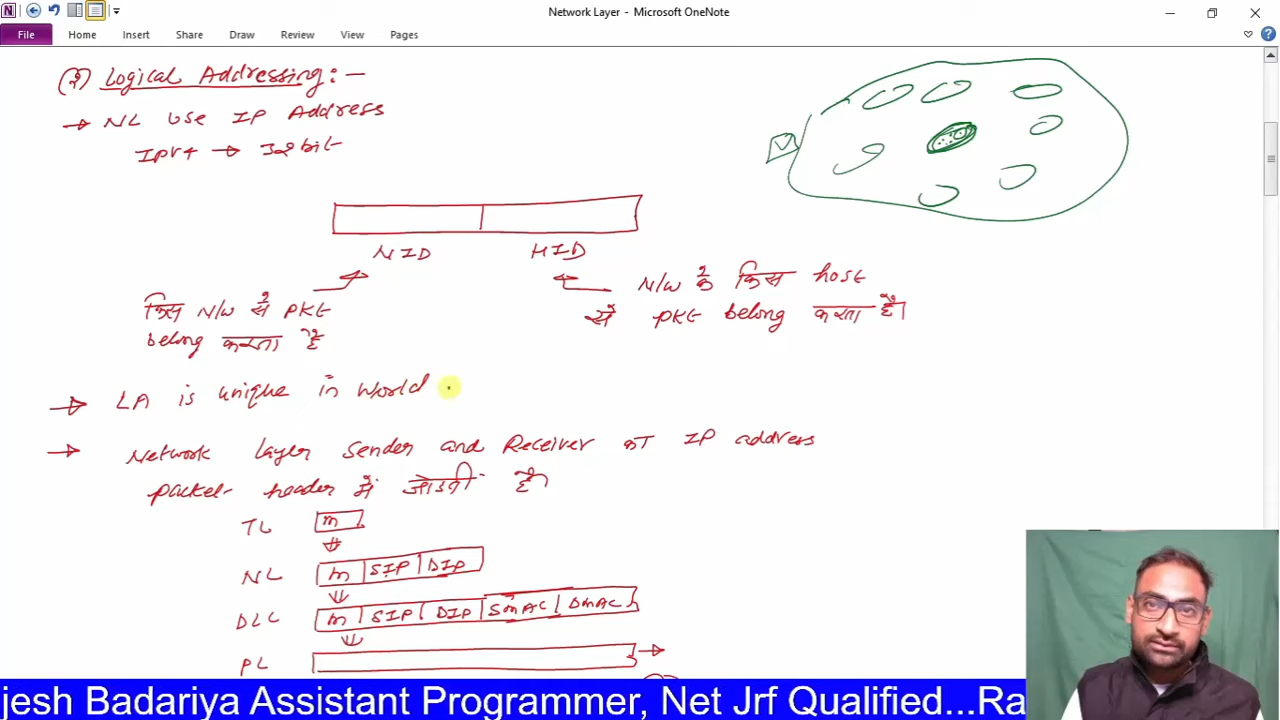 Network Layer - Microsoft OneNote
File Home Insert Share Draw Review View Pages
(२) Logical Addressing:-
→ NL use IP Address
IPv4 → 32 bit
NID HID
किस N/W से PKt
belong करता है
N/W के किस host
से PKt belong करता है।
→ LA is unique in World
→ Network layer Sender and Receiver का IP address
packet header में जोडती है
TL m
NL m SIP DIP
DLL m SIP DIP SMAC DMAC
PL
jesh Badariya Assistant Programmer, Net Jrf Qualified...Ra